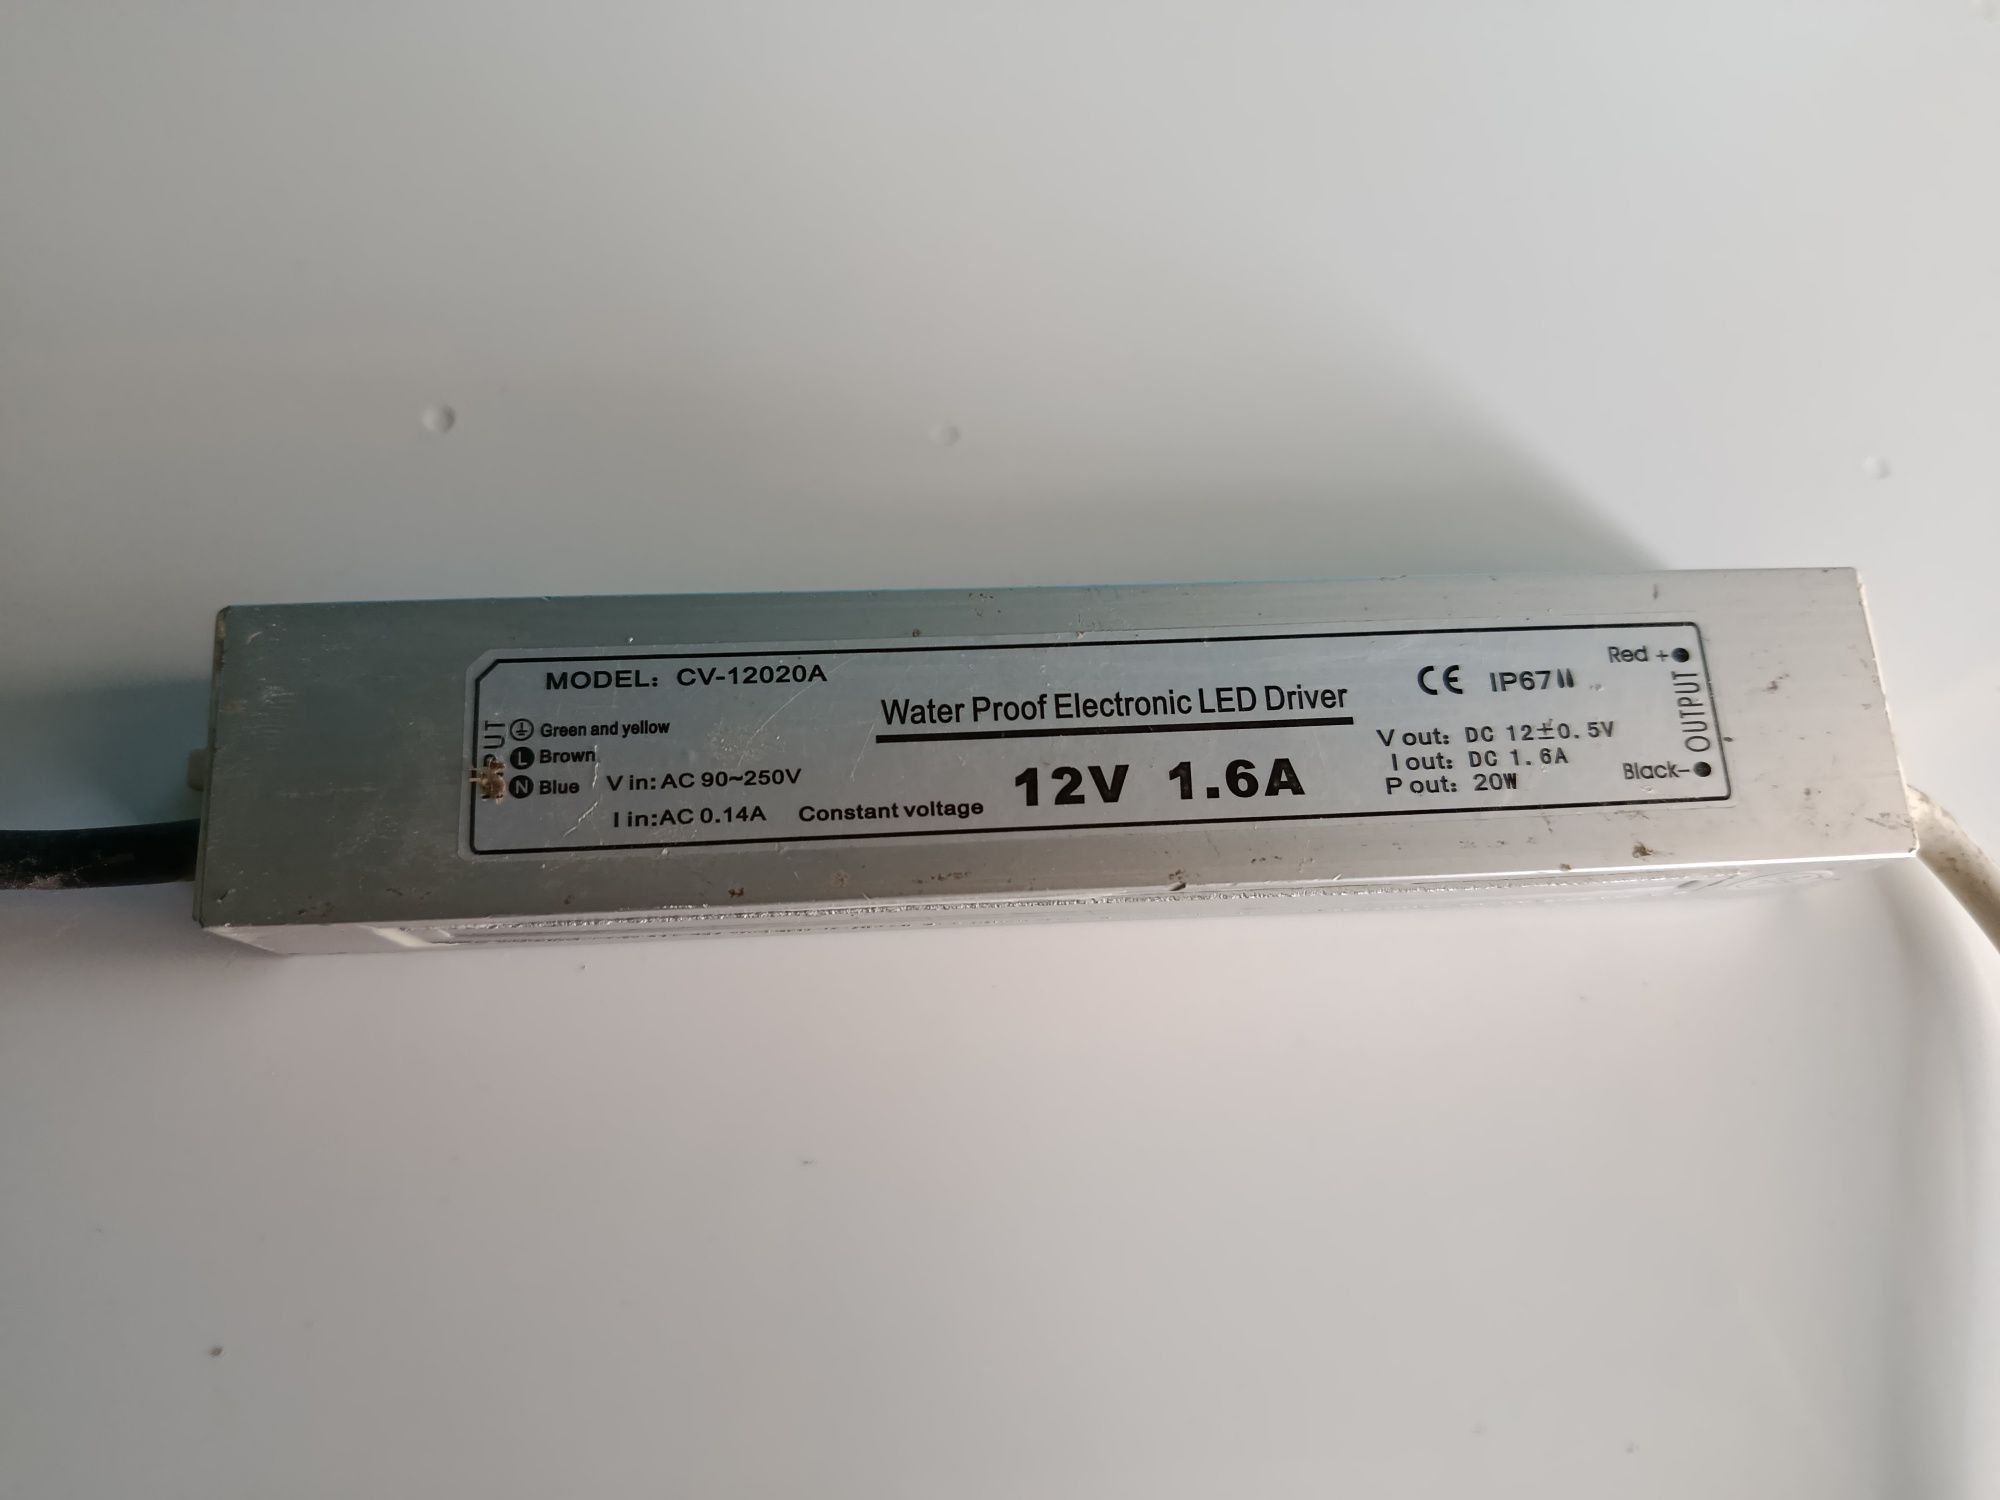 MODEL: CV-12020A
Green and yellow
L Brown
N Blue
V in: AC 90~250V
I in:AC 0.14A
Constant voltage
Water Proof Electronic LED Driver
12V 1.6A
CE IP67
V out: DC 12±0.5V
I out: DC 1.6A
P out: 20W
Red +
Black-
OUTPUT